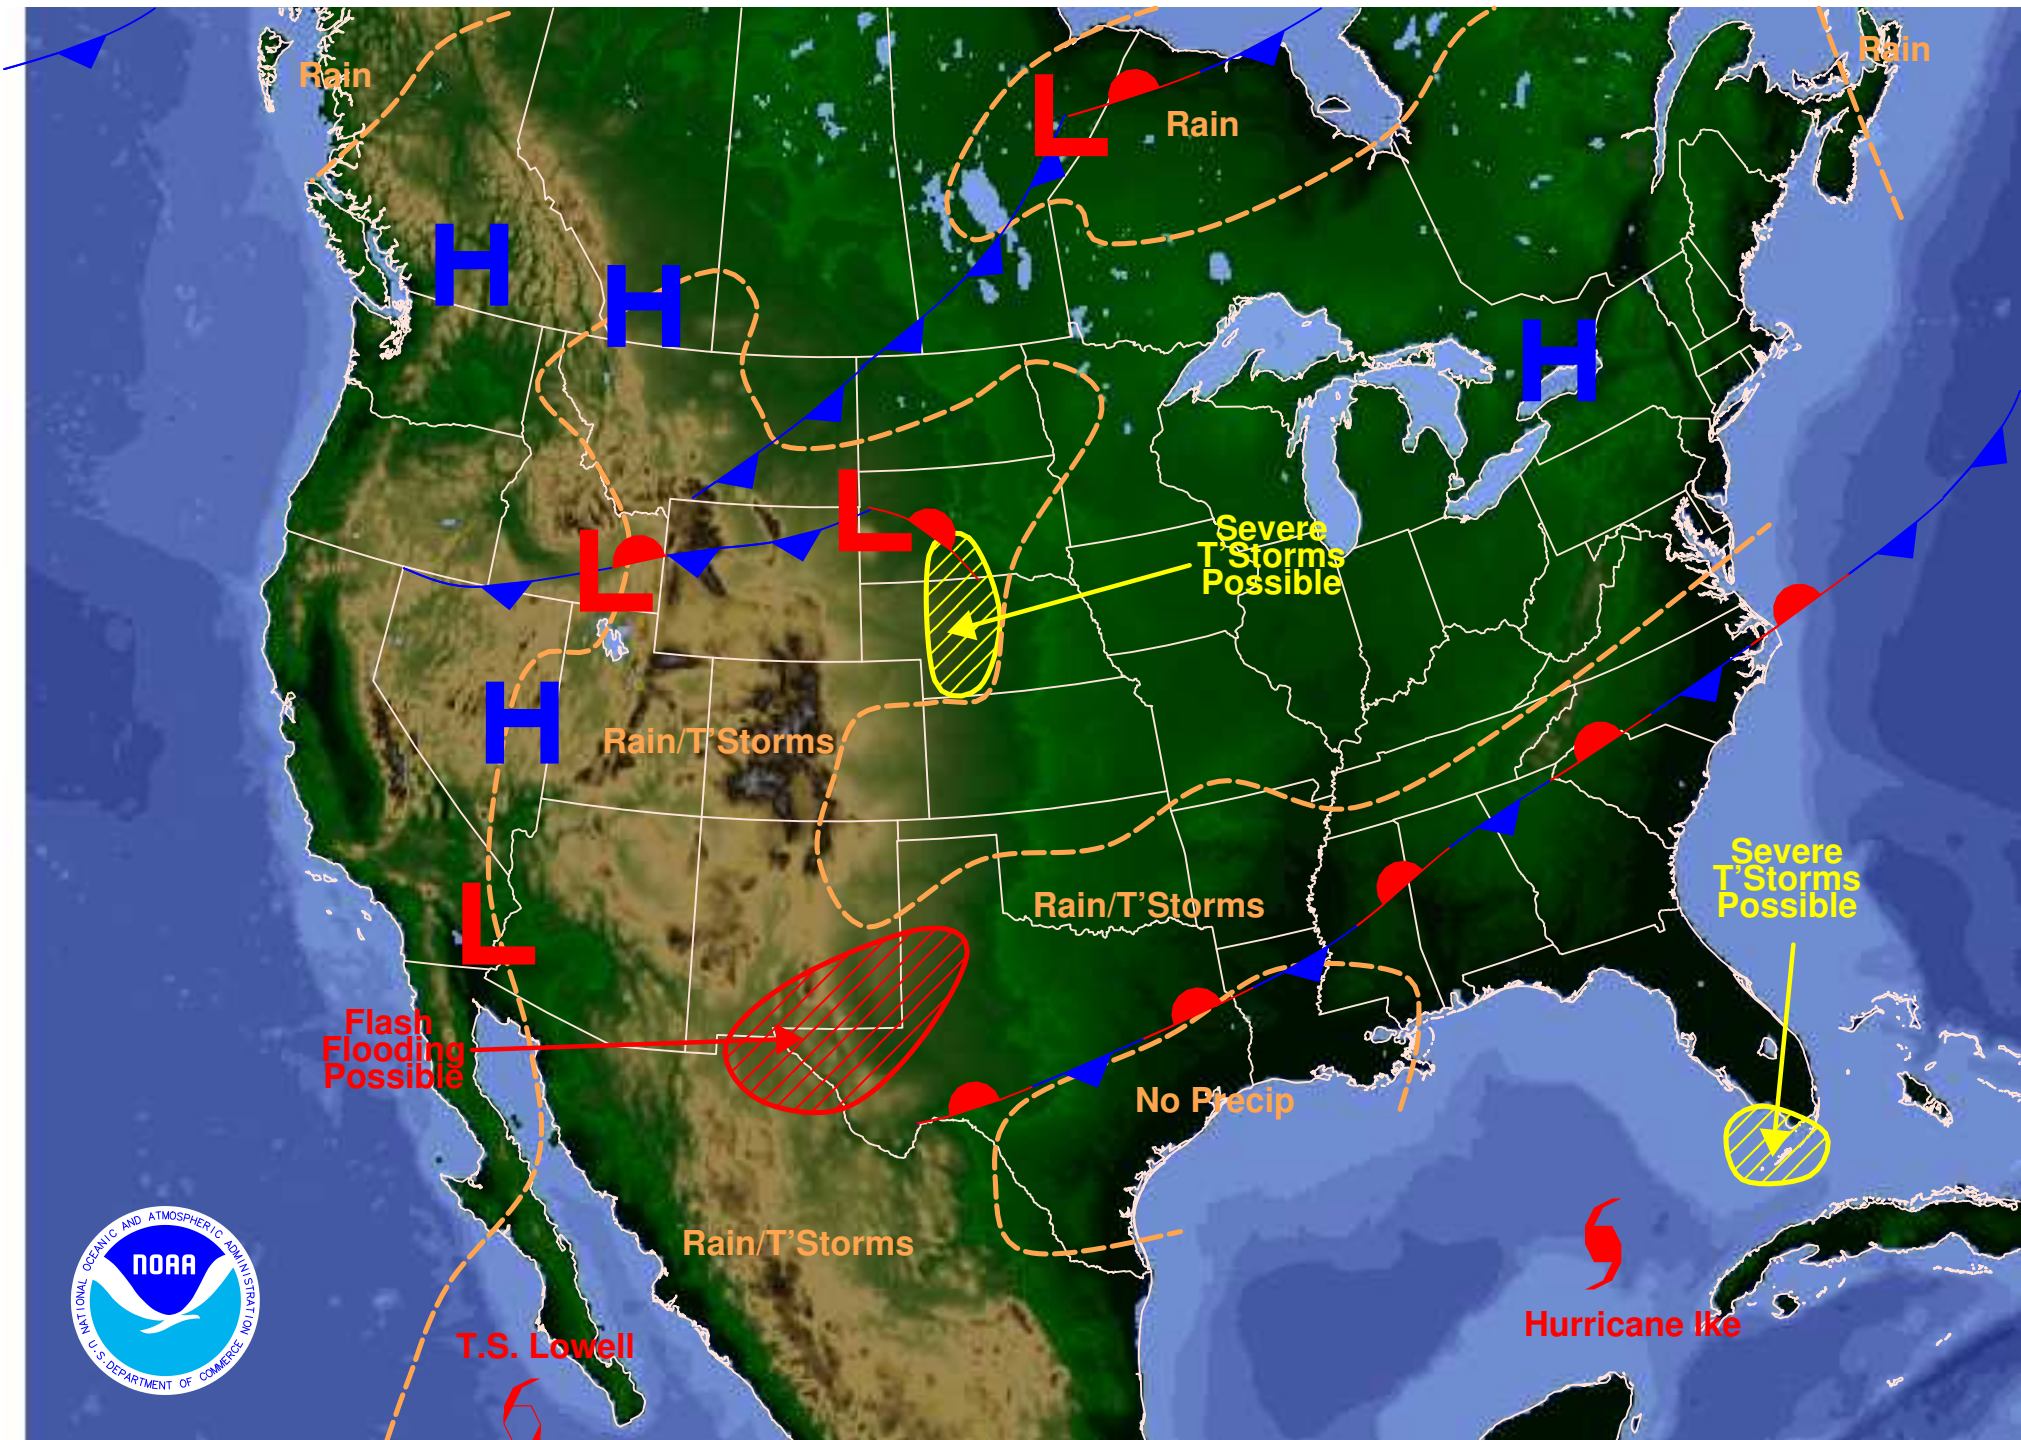 Rain
Rain
Rain
L
H
H
H
L
L
Severe
T'Storms
Possible
H
Rain/T'Storms
Severe
T'Storms
Possible
L
Rain/T'Storms
Flash
Flooding
Possible
No Precip
Rain/T'Storms
NATIONAL OCEANIC AND ATMOSPHERIC ADMINISTRATION
NOAA
U.S. DEPARTMENT OF COMMERCE
Hurricane Ike
T.S. Lowell